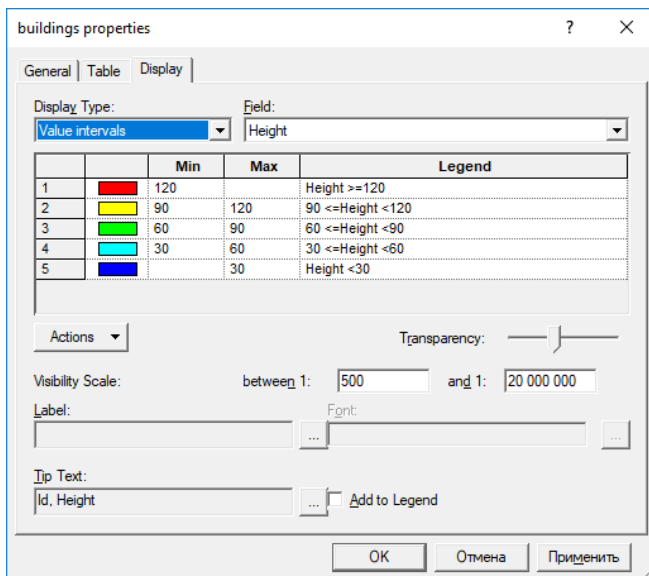 buildings properties
General Table Display
Display Type: Field:
Value intervals Height
Min Max Legend
1 120 Height >=120
2 90 120 90 <=Height <120
3 60 90 60 <=Height <90
4 30 60 30 <=Height <60
5 30 Height <30
Actions Transparency:
Visibility Scale: between 1: 500 and 1: 20 000 000
Label: Font:
... ...
Tip Text:
Id, Height ... Add to Legend
OK Отмена Применить